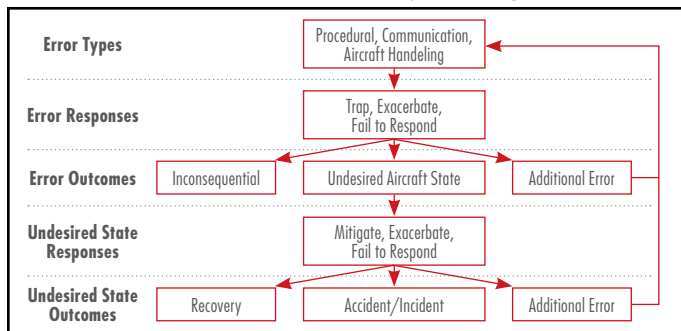 Error Types
Procedural, Communication,
Aircraft Handeling
Error Responses
Trap, Exacerbate,
Fail to Respond
Error Outcomes
Inconsequential
Undesired Aircraft State
Additional Error
Undesired State
Responses
Mitigate, Exacerbate,
Fail to Respond
Undesired State
Outcomes
Recovery
Accident/Incident
Additional Error